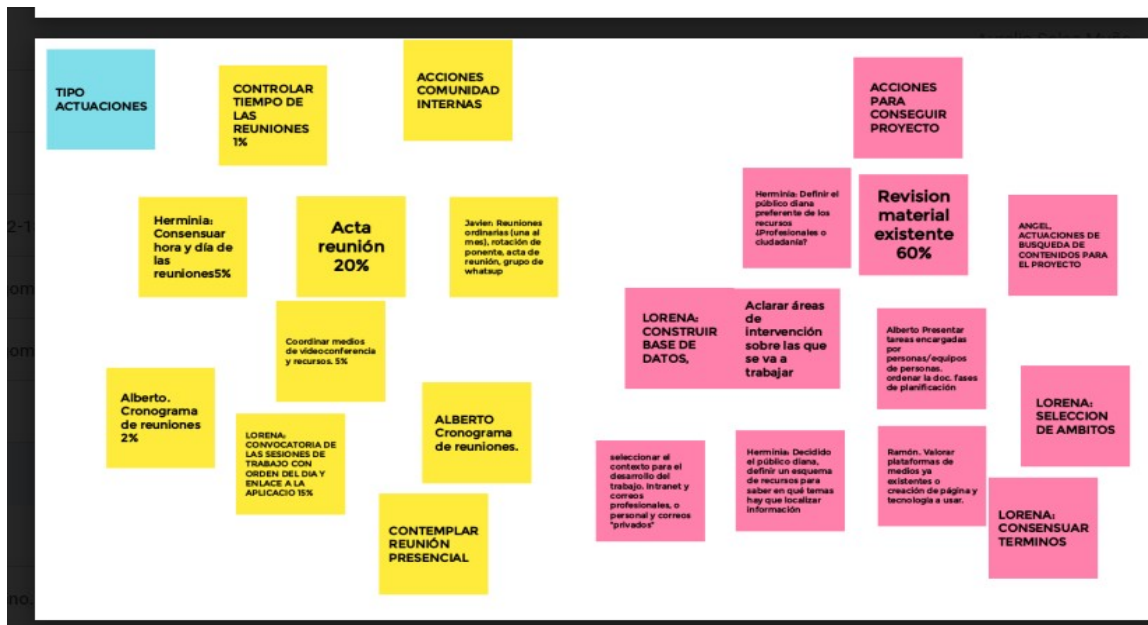 TIPO
ACTUACIONES
CONTROLAR
TIEMPO DE
LAS
REUNIONES
1%
ACCIONES
COMUNIDAD
INTERNAS
Herminia:
Consensuar
hora y día de
las
reuniones5%
Acta
reunión
20%
Javier: Reuniones
ordinarias (una al
mes), rotación de
ponente, acta de
reunión, grupo de
whatsup
Coordinar medios
de videoconferencia
y recursos. 5%
Alberto.
Cronograma
de reuniones
2%
LORENA:
CONVOCATORIA DE
LAS SESIONES DE
TRABAJO CON
ORDEN DEL DIA Y
ENLACE A LA
APLICACIO 15%
ALBERTO
Cronograma
de reuniones.
CONTEMPLAR
REUNIÓN
PRESENCIAL
ACCIONES
PARA
CONSEGUIR
PROYECTO
Herminia: Definir el
público diana
preferente de los
recursos
¿Profesionales o
ciudadanía?
Revision
material
existente
60%
ANGEL,
ACTUACIONES DE
BUSQUEDA DE
CONTENIDOS PARA
EL PROYECTO
LORENA:
CONSTRUIR
BASE DE
DATOS,
Aclarar áreas
de
intervención
sobre las que
se va a
trabajar
Alberto Presentar
tareas encargadas
por
personas/equipos
de personas.
ordenar la doc. fases
de planificación
LORENA:
SELECCION
DE AMBITOS
seleccionar el
contexto para el
desarrollo del
trabajo. Intranet y
correos
profesionales, o
personal y correos
"privados"
Herminia: Decidido
el público diana,
definir un esquema
de recursos para
saber en qué temas
hay que localizar
información
Ramón. Valorar
plataformas de
medios ya
existentes o
creación de página y
tecnología a usar.
LORENA:
CONSENSUAR
TERMINOS